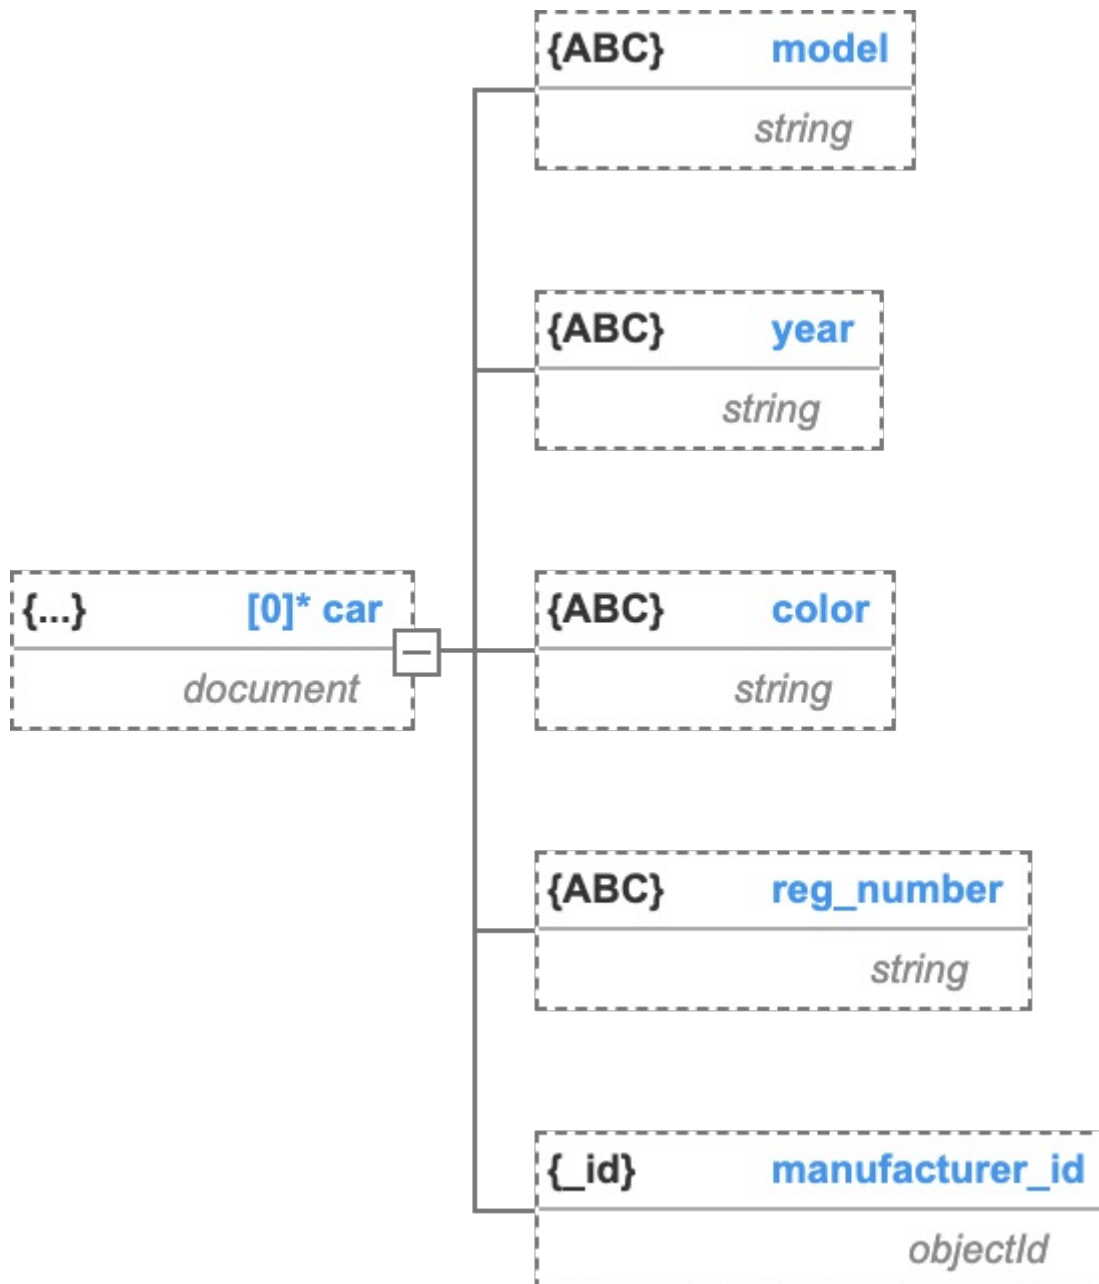 {ABC} model
string
{ABC} year
string
{...} [0]* car
document
{ABC} color
string
{ABC} reg_number
string
{_id} manufacturer_id
objectId